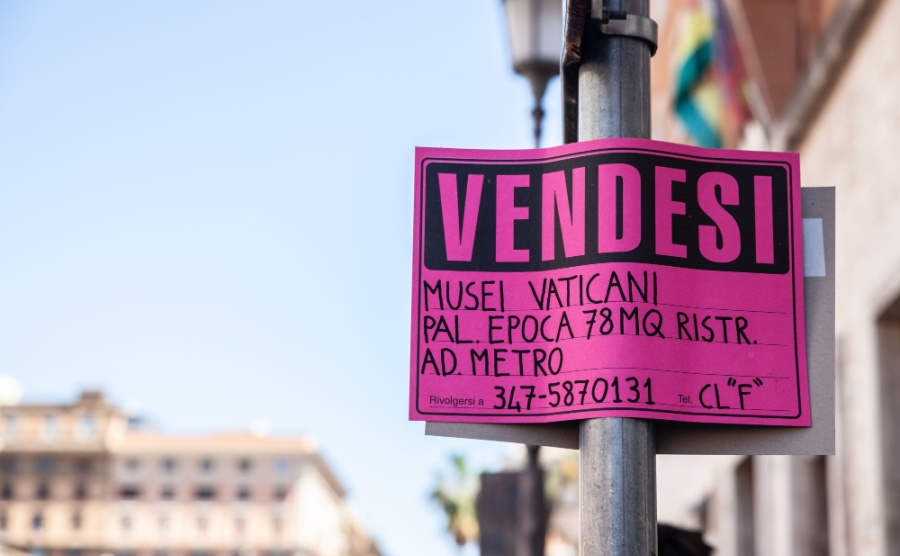 VENDESI
MUSEI VATICANI
PAL. EPOCA 78MQ RISTR.
AD. METRO
Rivolgersi a 347-5870131 Tel. CL"F"